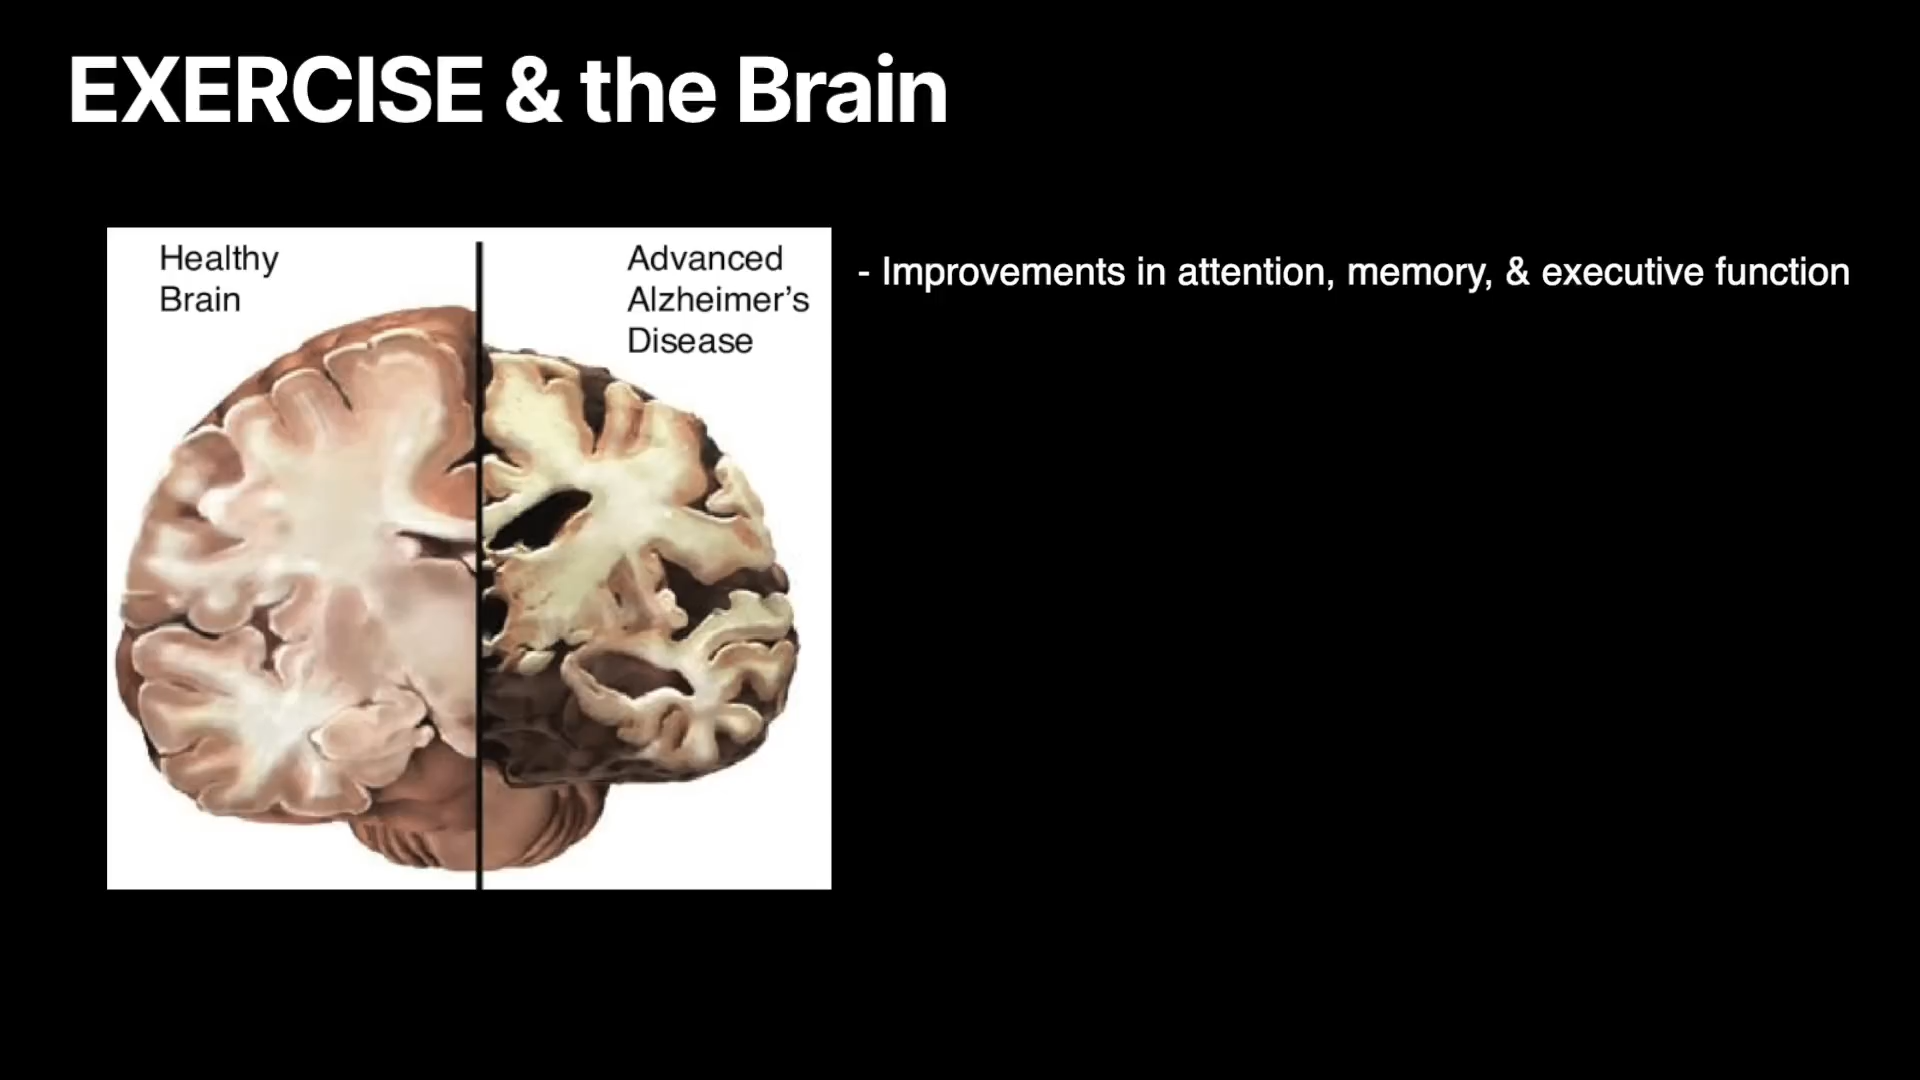 EXERCISE & the Brain
Healthy
Brain
Advanced
Alzheimer’s
Disease
- Improvements in attention, memory, & executive function